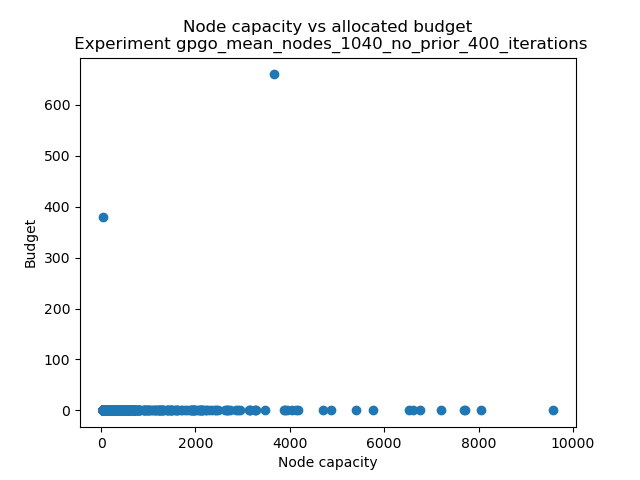 Node capacity vs allocated budget
Experiment gpgo_mean_nodes_1040_no_prior_400_iterations
600
500
400
300
200
100
0
Budget
0 2000 4000 6000 8000 10000
Node capacity